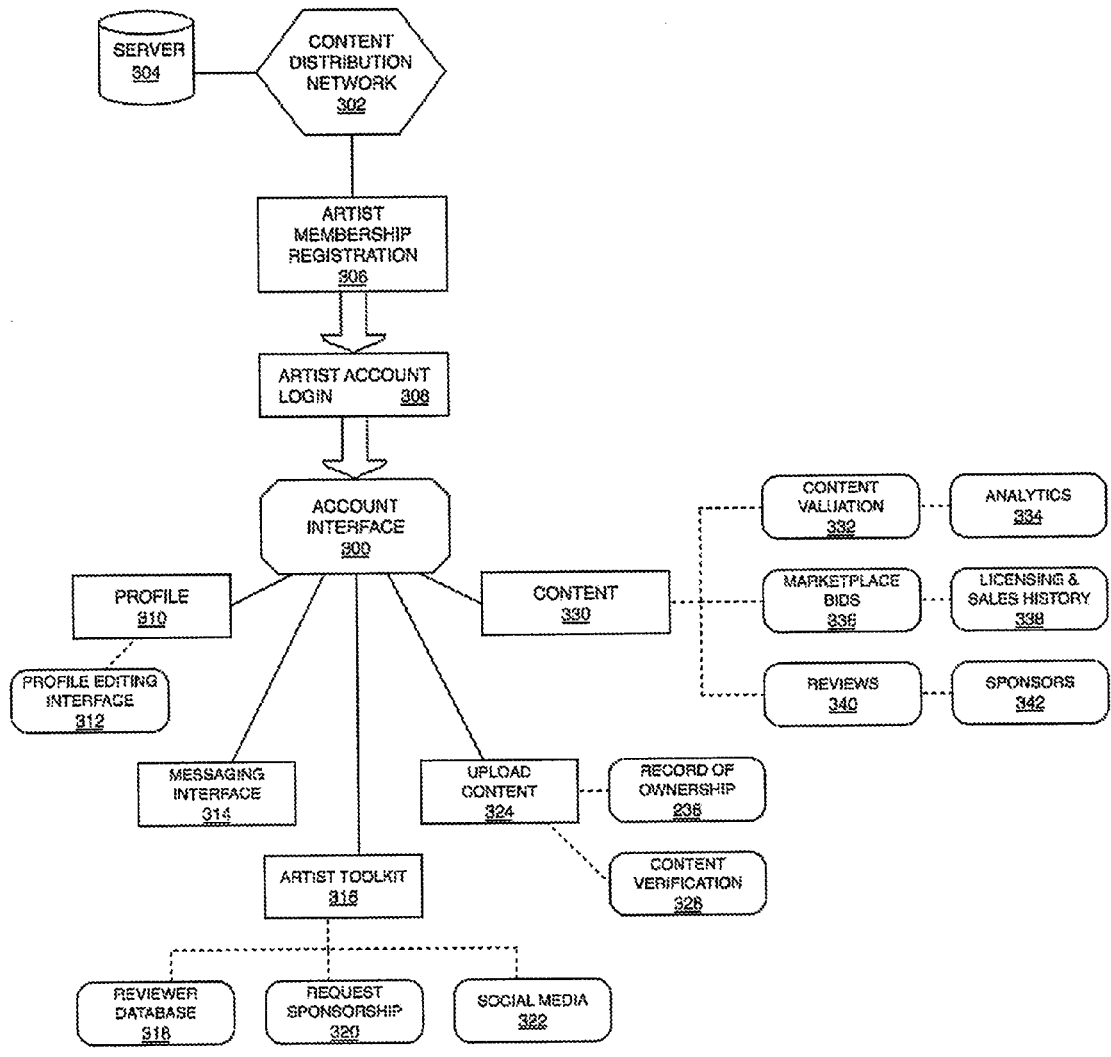 SERVER
304
CONTENT
DISTRIBUTION
NETWORK
302
ARTIST
MEMBERSHIP
REGISTRATION
306
ARTIST ACCOUNT
LOGIN 308
ACCOUNT
INTERFACE
300
PROFILE
310
PROFILE EDITING
INTERFACE
312
MESSAGING
INTERFACE
314
ARTIST TOOLKIT
316
REVIEWER
DATABASE
318
REQUEST
SPONSORSHIP
320
SOCIAL MEDIA
322
UPLOAD
CONTENT
324
RECORD OF
OWNERSHIP
236
CONTENT
VERIFICATION
328
CONTENT
330
CONTENT
VALUATION
332
ANALYTICS
334
MARKETPLACE
BIDS
336
LICENSING &
SALES HISTORY
338
REVIEWS
340
SPONSORS
342